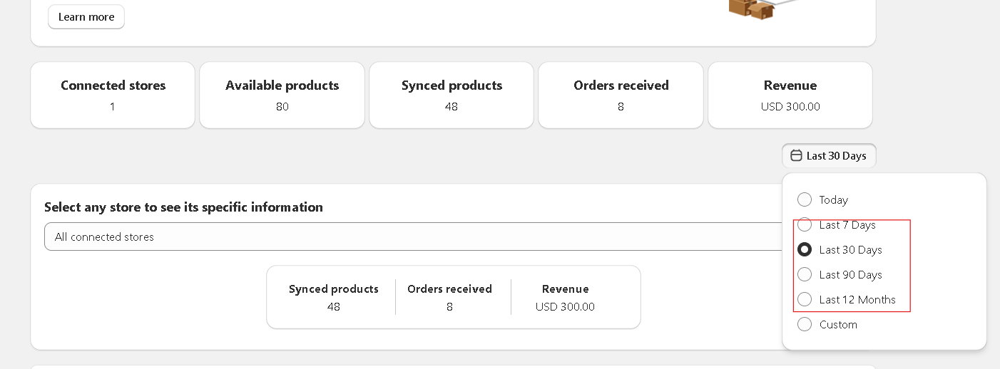 Learn more
Connected stores
1
Available products
80
Synced products
48
Orders received
8
Revenue
USD 300.00
Last 30 Days
Today
Last 7 Days
Last 30 Days
Last 90 Days
Last 12 Months
Custom
Select any store to see its specific information
All connected stores
Synced products
48
Orders received
8
Revenue
USD 300.00